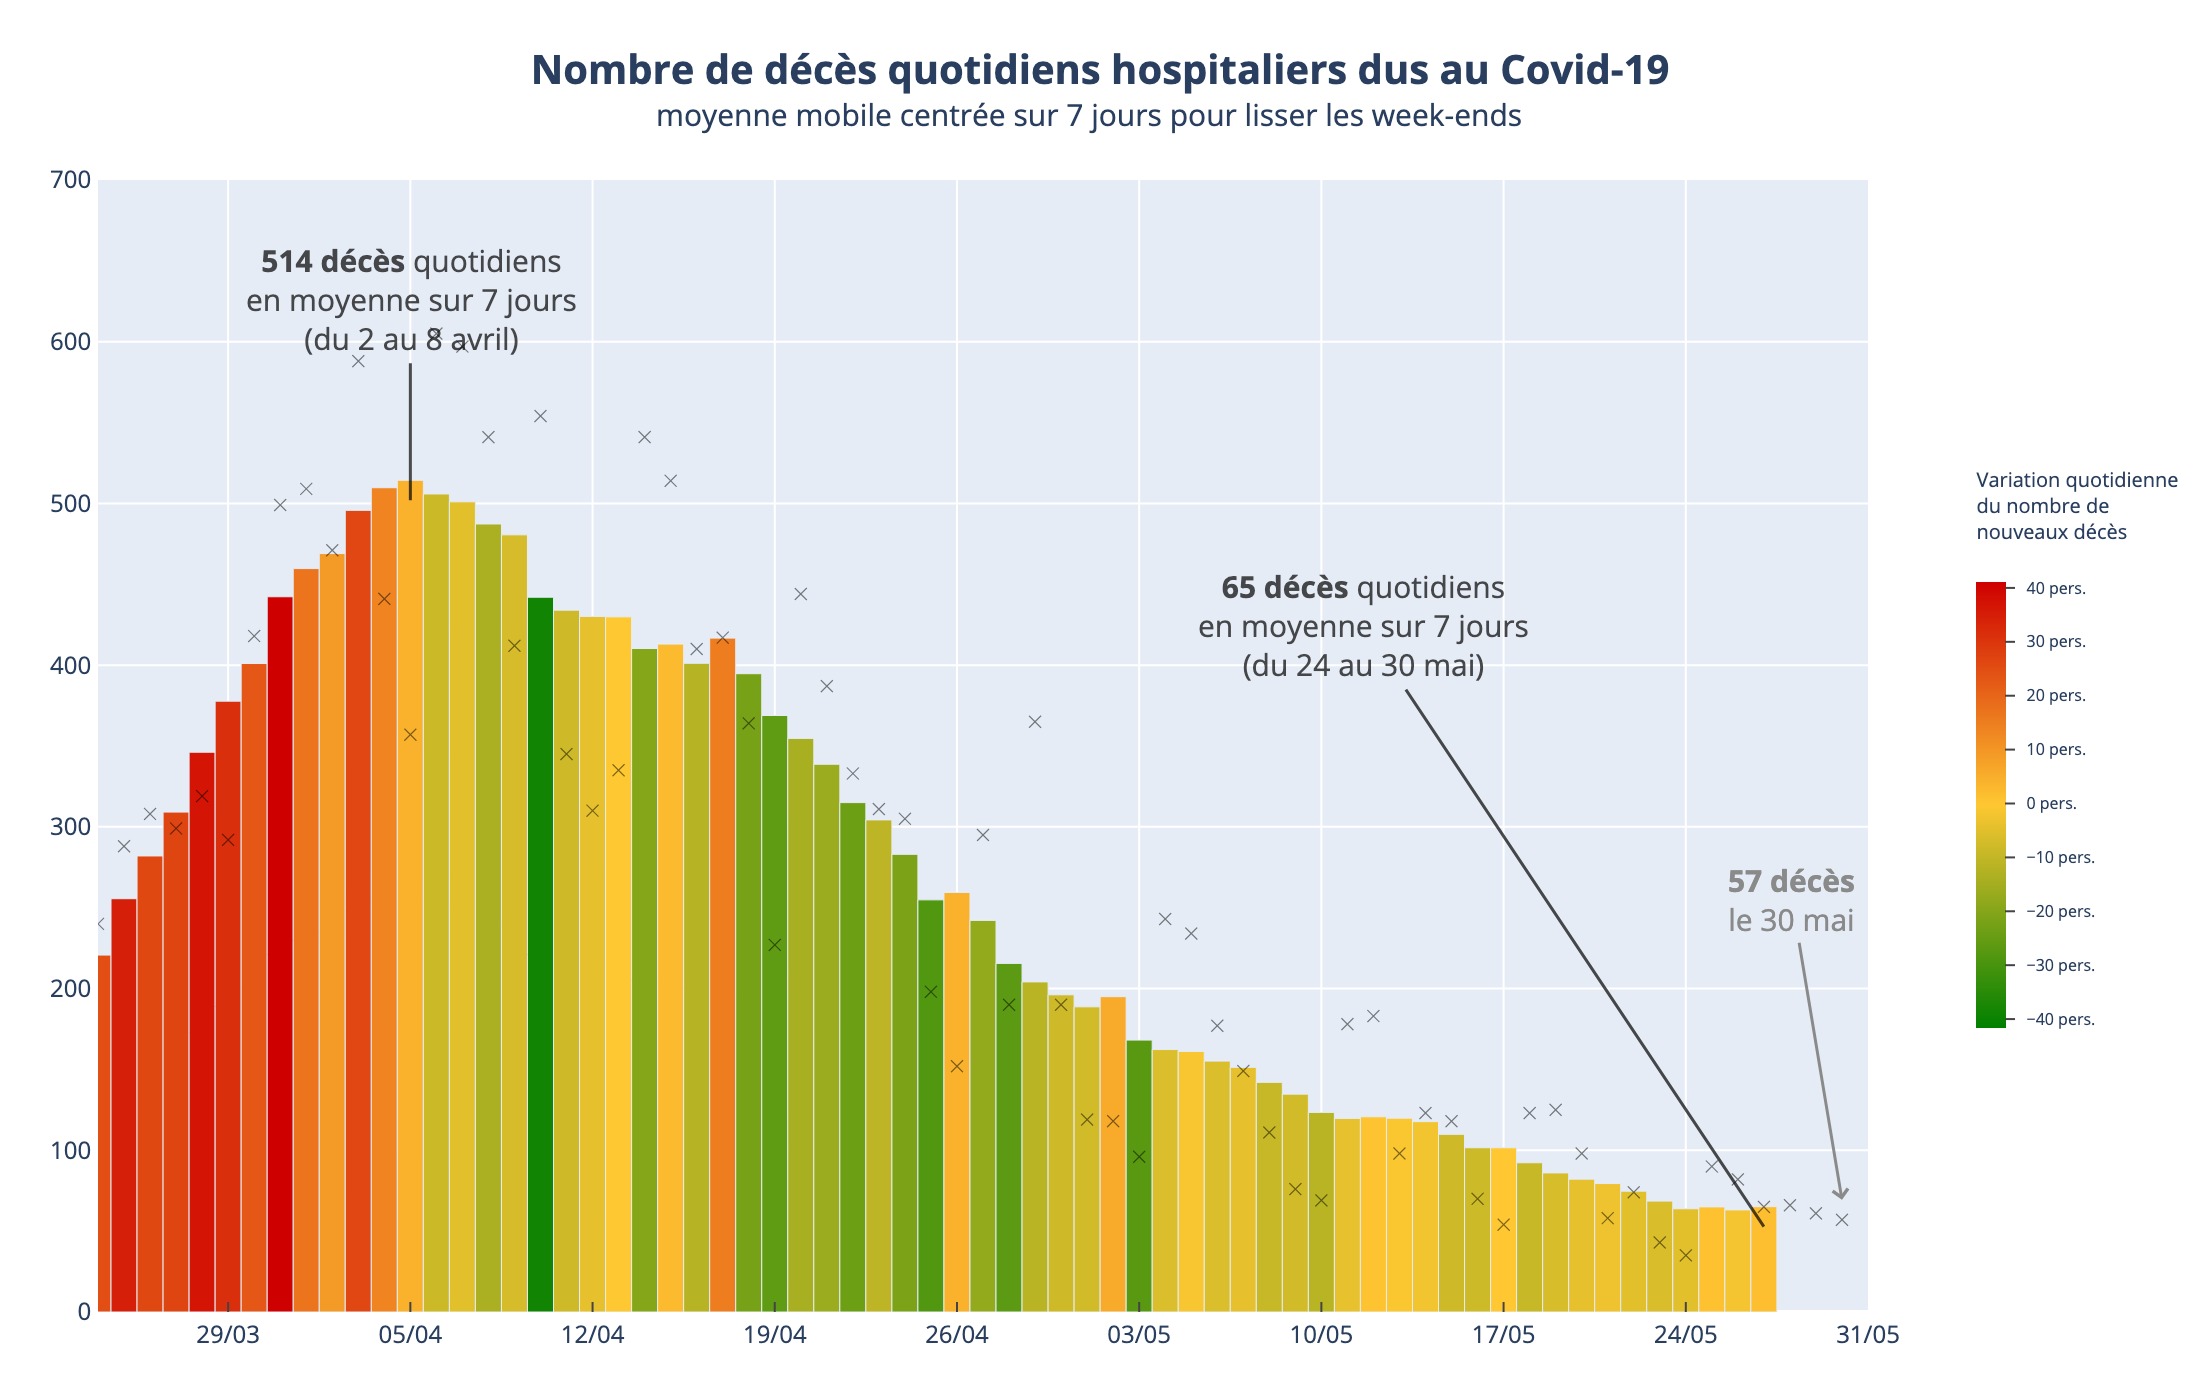 Nombre de décès quotidiens hospitaliers dus au Covid-19
moyenne mobile centrée sur 7 jours pour lisser les week-ends
700
600
500
400
300
200
100
0
514 décès quotidiens
en moyenne sur 7 jours
(du 2 au 8 avril)
65 décès quotidiens
en moyenne sur 7 jours
(du 24 au 30 mai)
57 décès
le 30 mai
29/03
05/04
12/04
19/04
26/04
03/05
10/05
17/05
24/05
31/05
Variation quotidienne
du nombre de
nouveaux décès
40 pers.
30 pers.
20 pers.
10 pers.
0 pers.
−10 pers.
−20 pers.
−30 pers.
−40 pers.